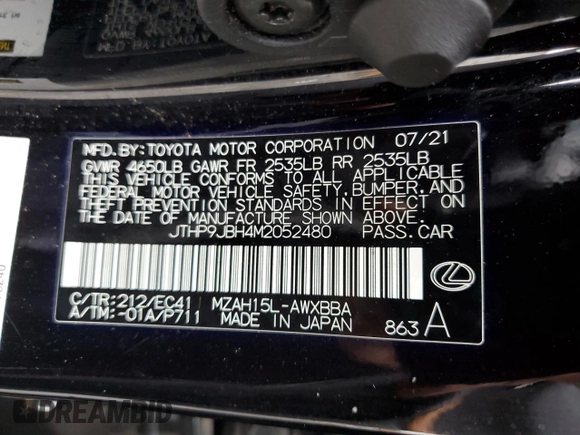 MFD. BY: TOYOTA MOTOR CORPORATION 07/21
GVWR 4650LB GAWR FR 2535LB RR 2535LB
THIS VEHICLE CONFORMS TO ALL APPLICABLE
FEDERAL MOTOR VEHICLE SAFETY, BUMPER, AND
THEFT PREVENTION STANDARDS IN EFFECT ON
THE DATE OF MANUFACTURE SHOWN ABOVE.
JTHP9JBH4M2052480 PASS. CAR
C/TR: 212/EC41 MZAH15L-AWXBBA
A/TM: -01A/P711 MADE IN JAPAN 863 A
DREAMBID